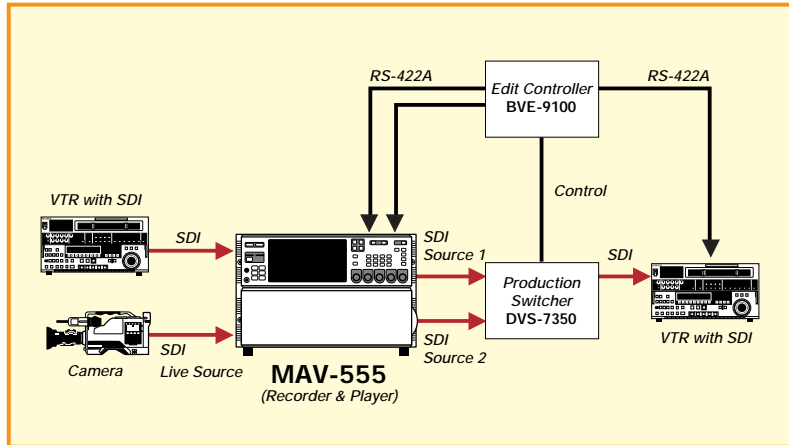 RS-422A
Edit Controller
BVE-9100
RS-422A
Control
VTR with SDI
SDI
SDI
Source 1
Production
Switcher
DVS-7350
SDI
VTR with SDI
Camera
SDI
Live Source
SDI
Source 2
MAV-555
(Recorder & Player)